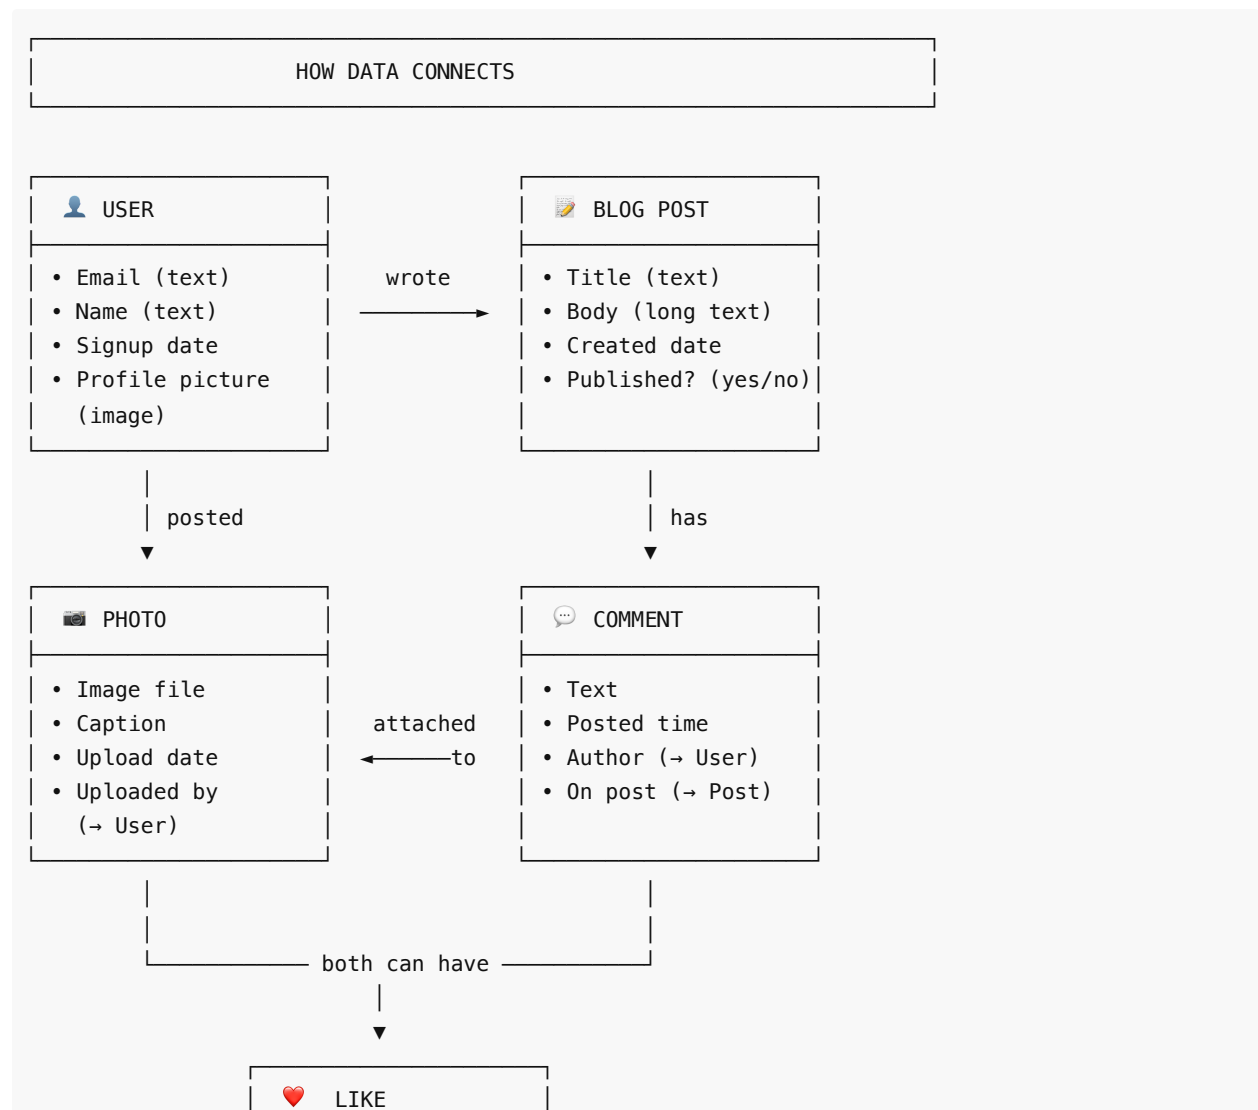 HOW DATA CONNECTS
USER
• Email (text)
• Name (text)
• Signup date
• Profile picture
(image)
wrote
BLOG POST
• Title (text)
• Body (long text)
• Created date
• Published? (yes/no)
posted
has
PHOTO
• Image file
• Caption
• Upload date
• Uploaded by
(→ User)
attached
to
COMMENT
• Text
• Posted time
• Author (→ User)
• On post (→ Post)
both can have
LIKE